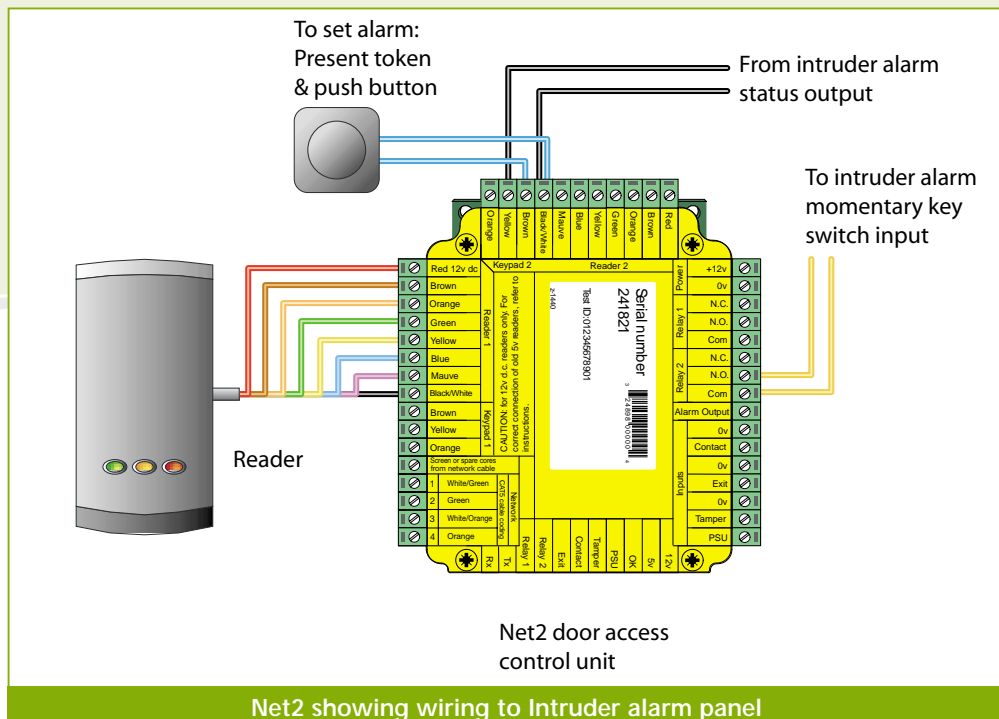 To set alarm:
Present token
& push button
From intruder alarm
status output
To intruder alarm
momentary key
switch input
Orange
Yellow
Brown
Black/White
Mauve
Blue
Yellow
Green
Orange
Brown
Red
Keypad 2
Reader 2
Red 12v dc
Brown
Orange
Green
Yellow
Blue
Mauve
Black/White
Brown
Yellow
Orange
Reader 1
Keypad 1
Screen or spare cores
from network cable
1 White/Green
2 Green
3 White/Orange
4 Orange
Network
CAT5 cable coding
CAUTION: for 12v d.c. readers only. For
correct connection of old 5v readers, refer to
instructions.
z-1440
Test ID:012345678901
Serial number
241821
3 24898 00000 4
Power
+12v
0v
Relay 1
N.C.
N.O.
Com
Relay 2
N.C.
N.O.
Com
Alarm Output
Inputs
0v
Contact
0v
Exit
0v
Tamper
PSU
Rx
Tx
Relay 1
Relay 2
Exit
Contact
Tamper
PSU
OK
5v
12v
Reader
Net2 door access
control unit
Net2 showing wiring to Intruder alarm panel